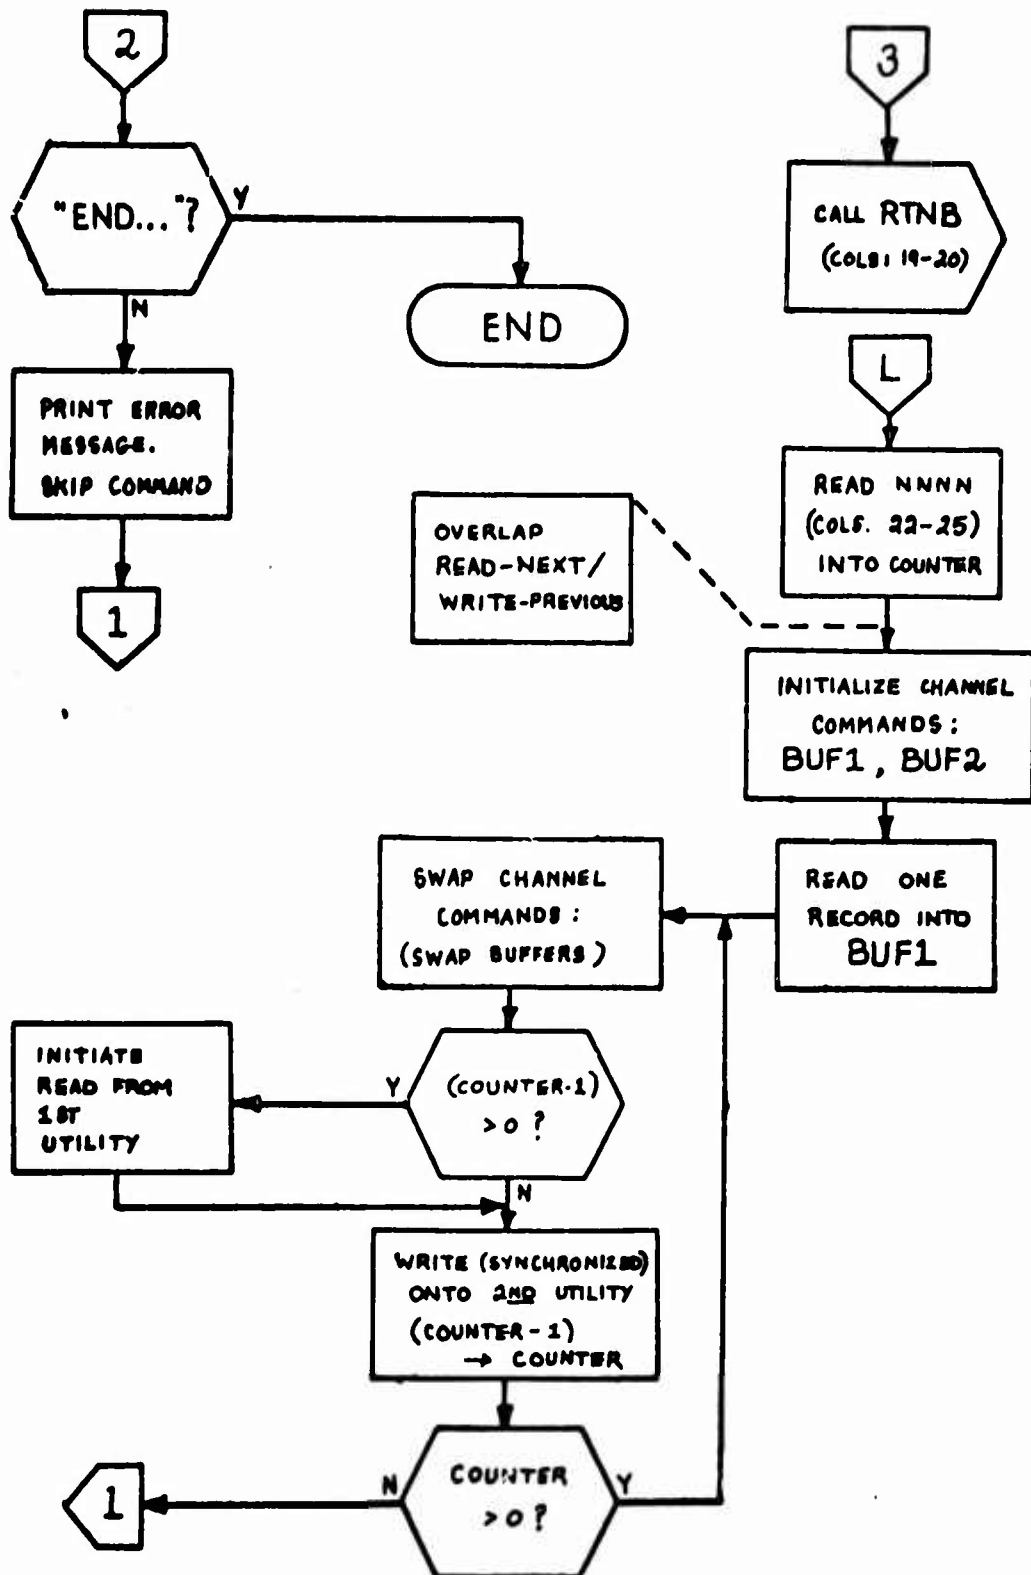 2
"END..."?
Y
N
END
PRINT ERROR
MESSAGE.
SKIP COMMAND
1
3
CALL RTNB
(COLS: 19-20)
L
READ NNNN
(COLS. 22-25)
INTO COUNTER
OVERLAP
READ-NEXT/
WRITE-PREVIOUS
INITIALIZE CHANNEL
COMMANDS:
BUF1, BUF2
READ ONE
RECORD INTO
BUF1
SWAP CHANNEL
COMMANDS:
(SWAP BUFFERS)
(COUNTER-1)
>0?
Y
N
INITIATE
READ FROM
1ST
UTILITY
WRITE (SYNCHRONIZED)
ONTO 2ND UTILITY
(COUNTER-1)
→ COUNTER
COUNTER
>0?
N
Y
1